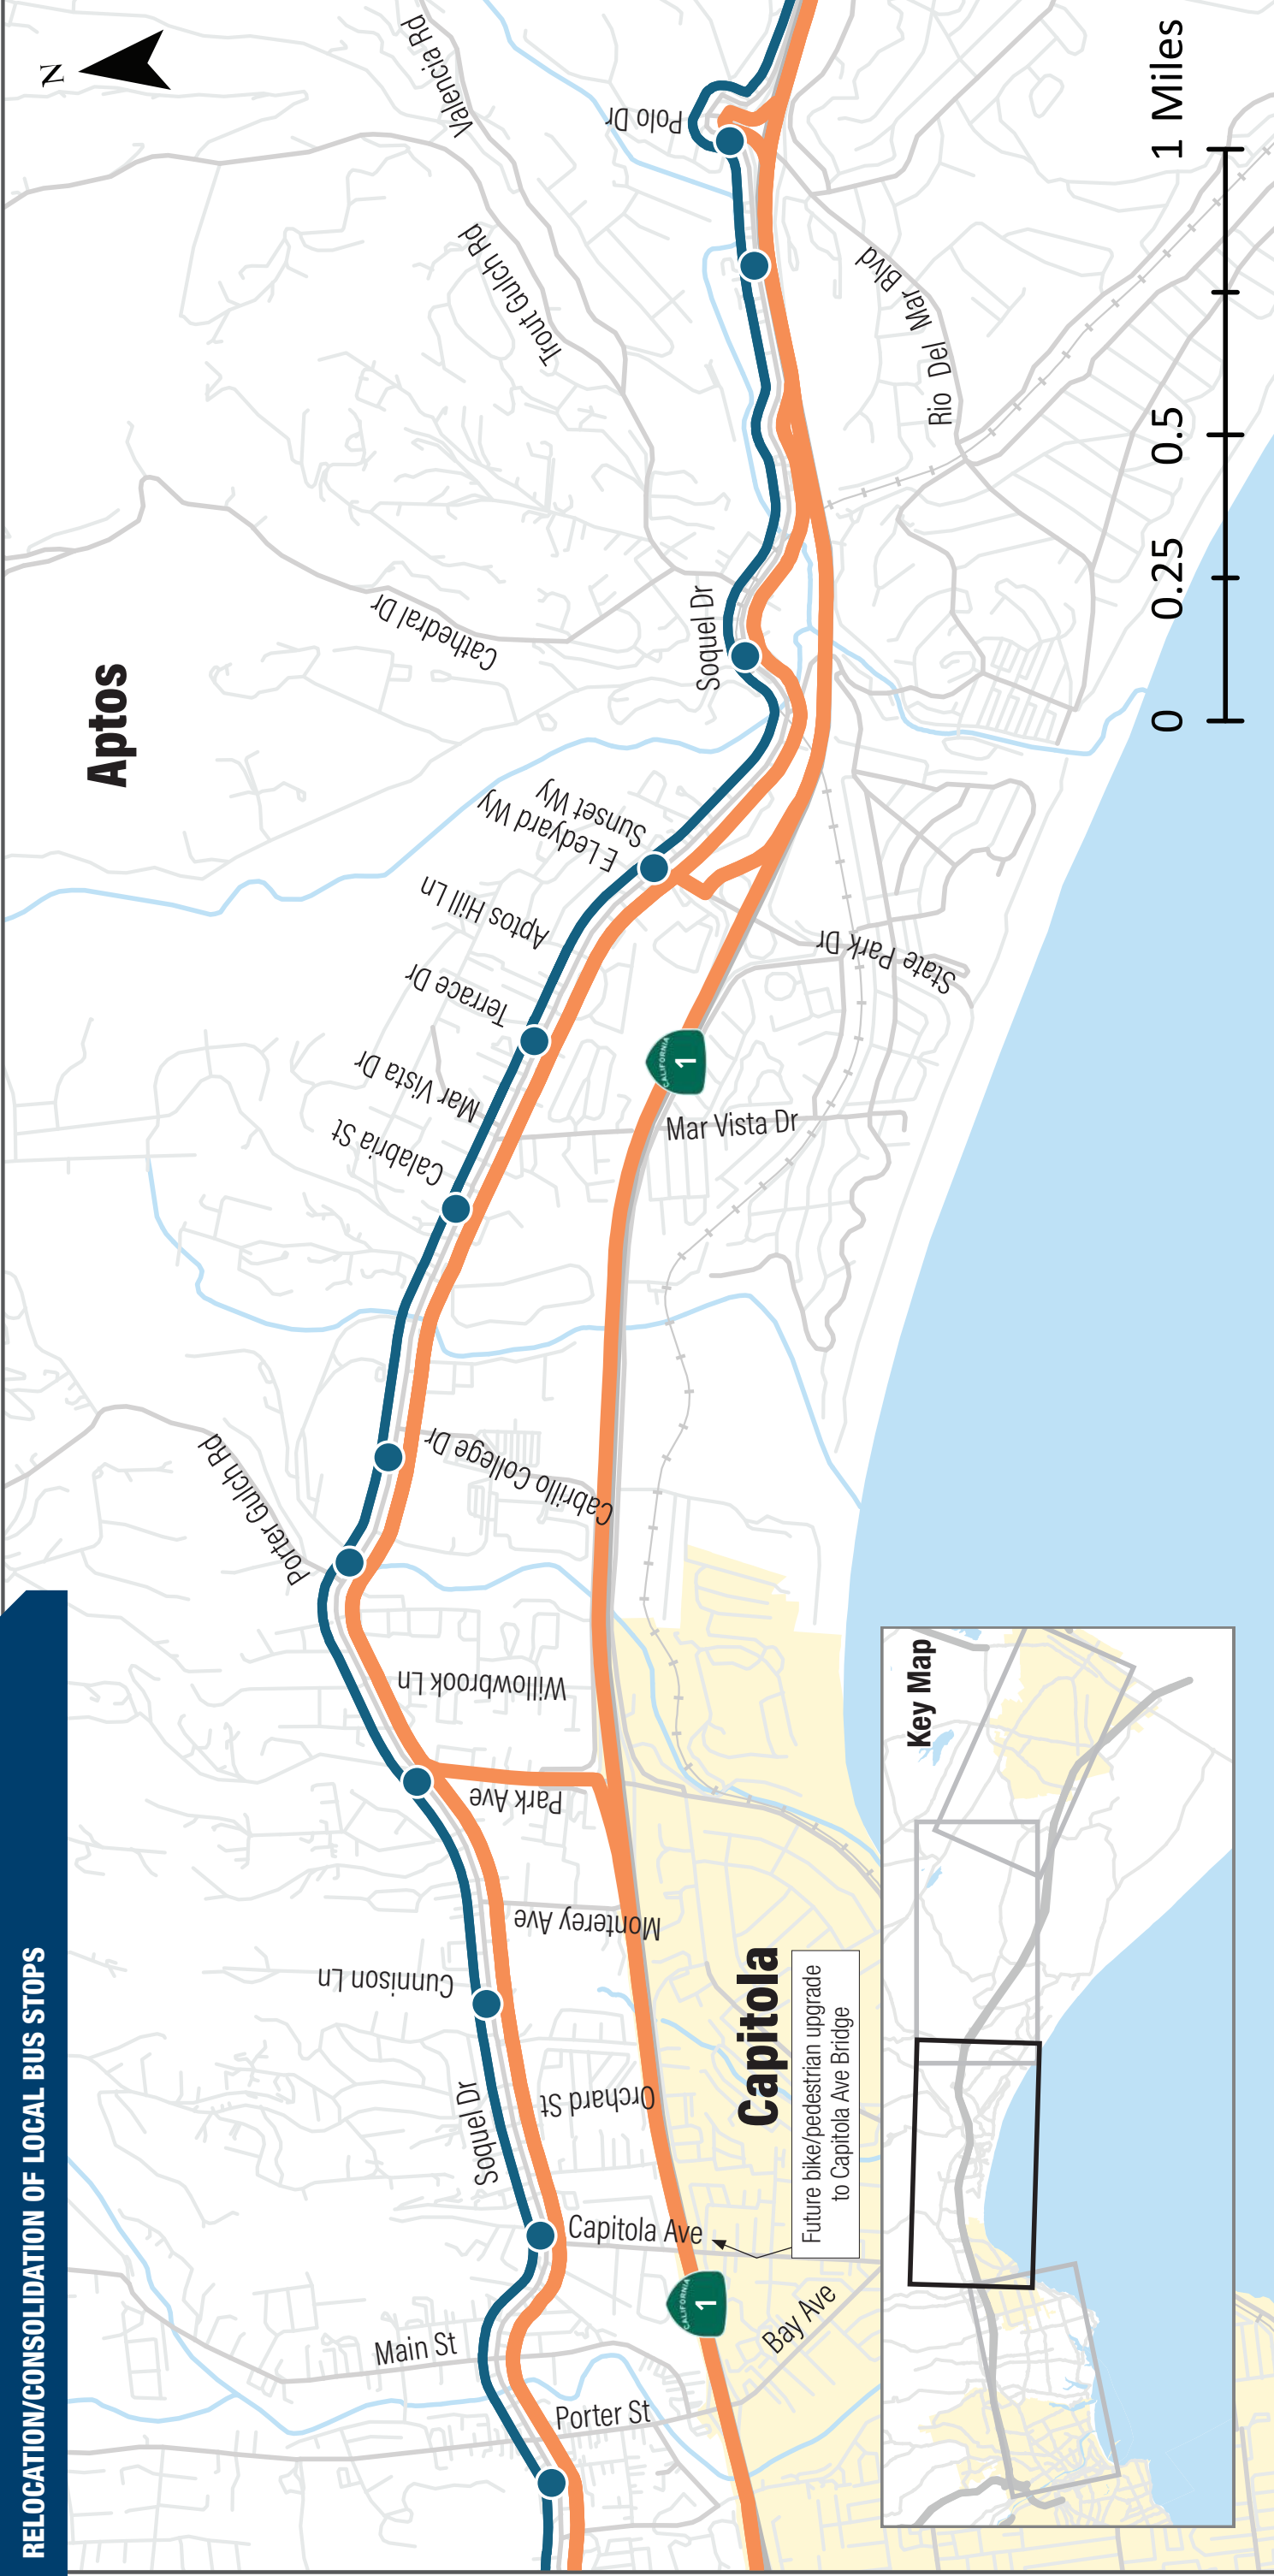 RELOCATION/CONSOLIDATION OF LOCAL BUS STOPS
N
Aptos
Valencia Rd
Trout Gulch Rd
Polo Dr
Cathedral Dr
Soquel Dr
Rio Del Mar Blvd
Sunset Wy
E Ledyard Wy
Aptos Hill Ln
Terrace Dr
Mar Vista Dr
Calabria St
State Park Dr
CALIFORNIA
1
Mar Vista Dr
Porter Gulch Rd
Cabrillo College Dr
Willowbrook Ln
Park Ave
Monterey Ave
Cunnison Ln
Soquel Dr
Orchard St
Capitola
Capitola Ave
Future bike/pedestrian upgrade
to Capitola Ave Bridge
CALIFORNIA
1
Main St
Porter St
Bay Ave
Key Map
0 0.25 0.5 1 Miles